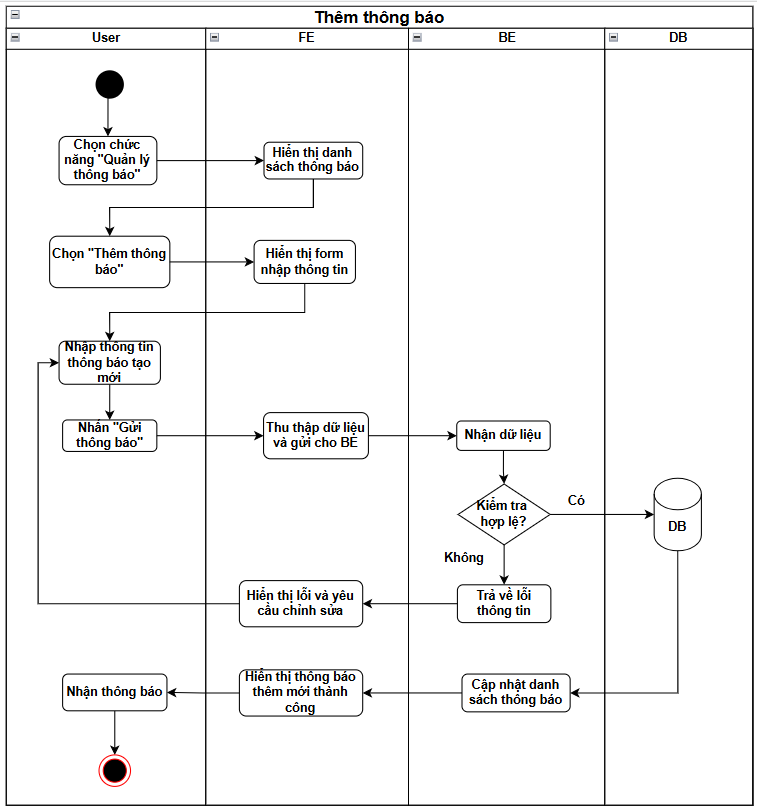 Thêm thông báo
User
FE
BE
DB
Chọn chức
năng "Quản lý
thông báo"
Hiển thị danh
sách thông báo
Chọn "Thêm thông
báo"
Hiển thị form
nhập thông tin
Nhập thông tin
thông báo tạo
mới
Nhấn "Gửi
thông báo"
Thu thập dữ liệu
và gửi cho BE
Nhận dữ liệu
Kiểm tra
hợp lệ?
Có
DB
Không
Trả về lỗi
thông tin
Hiển thị lỗi và yêu
cầu chỉnh sửa
Cập nhật danh
sách thông báo
Hiển thị thông báo
thêm mới thành
công
Nhận thông báo